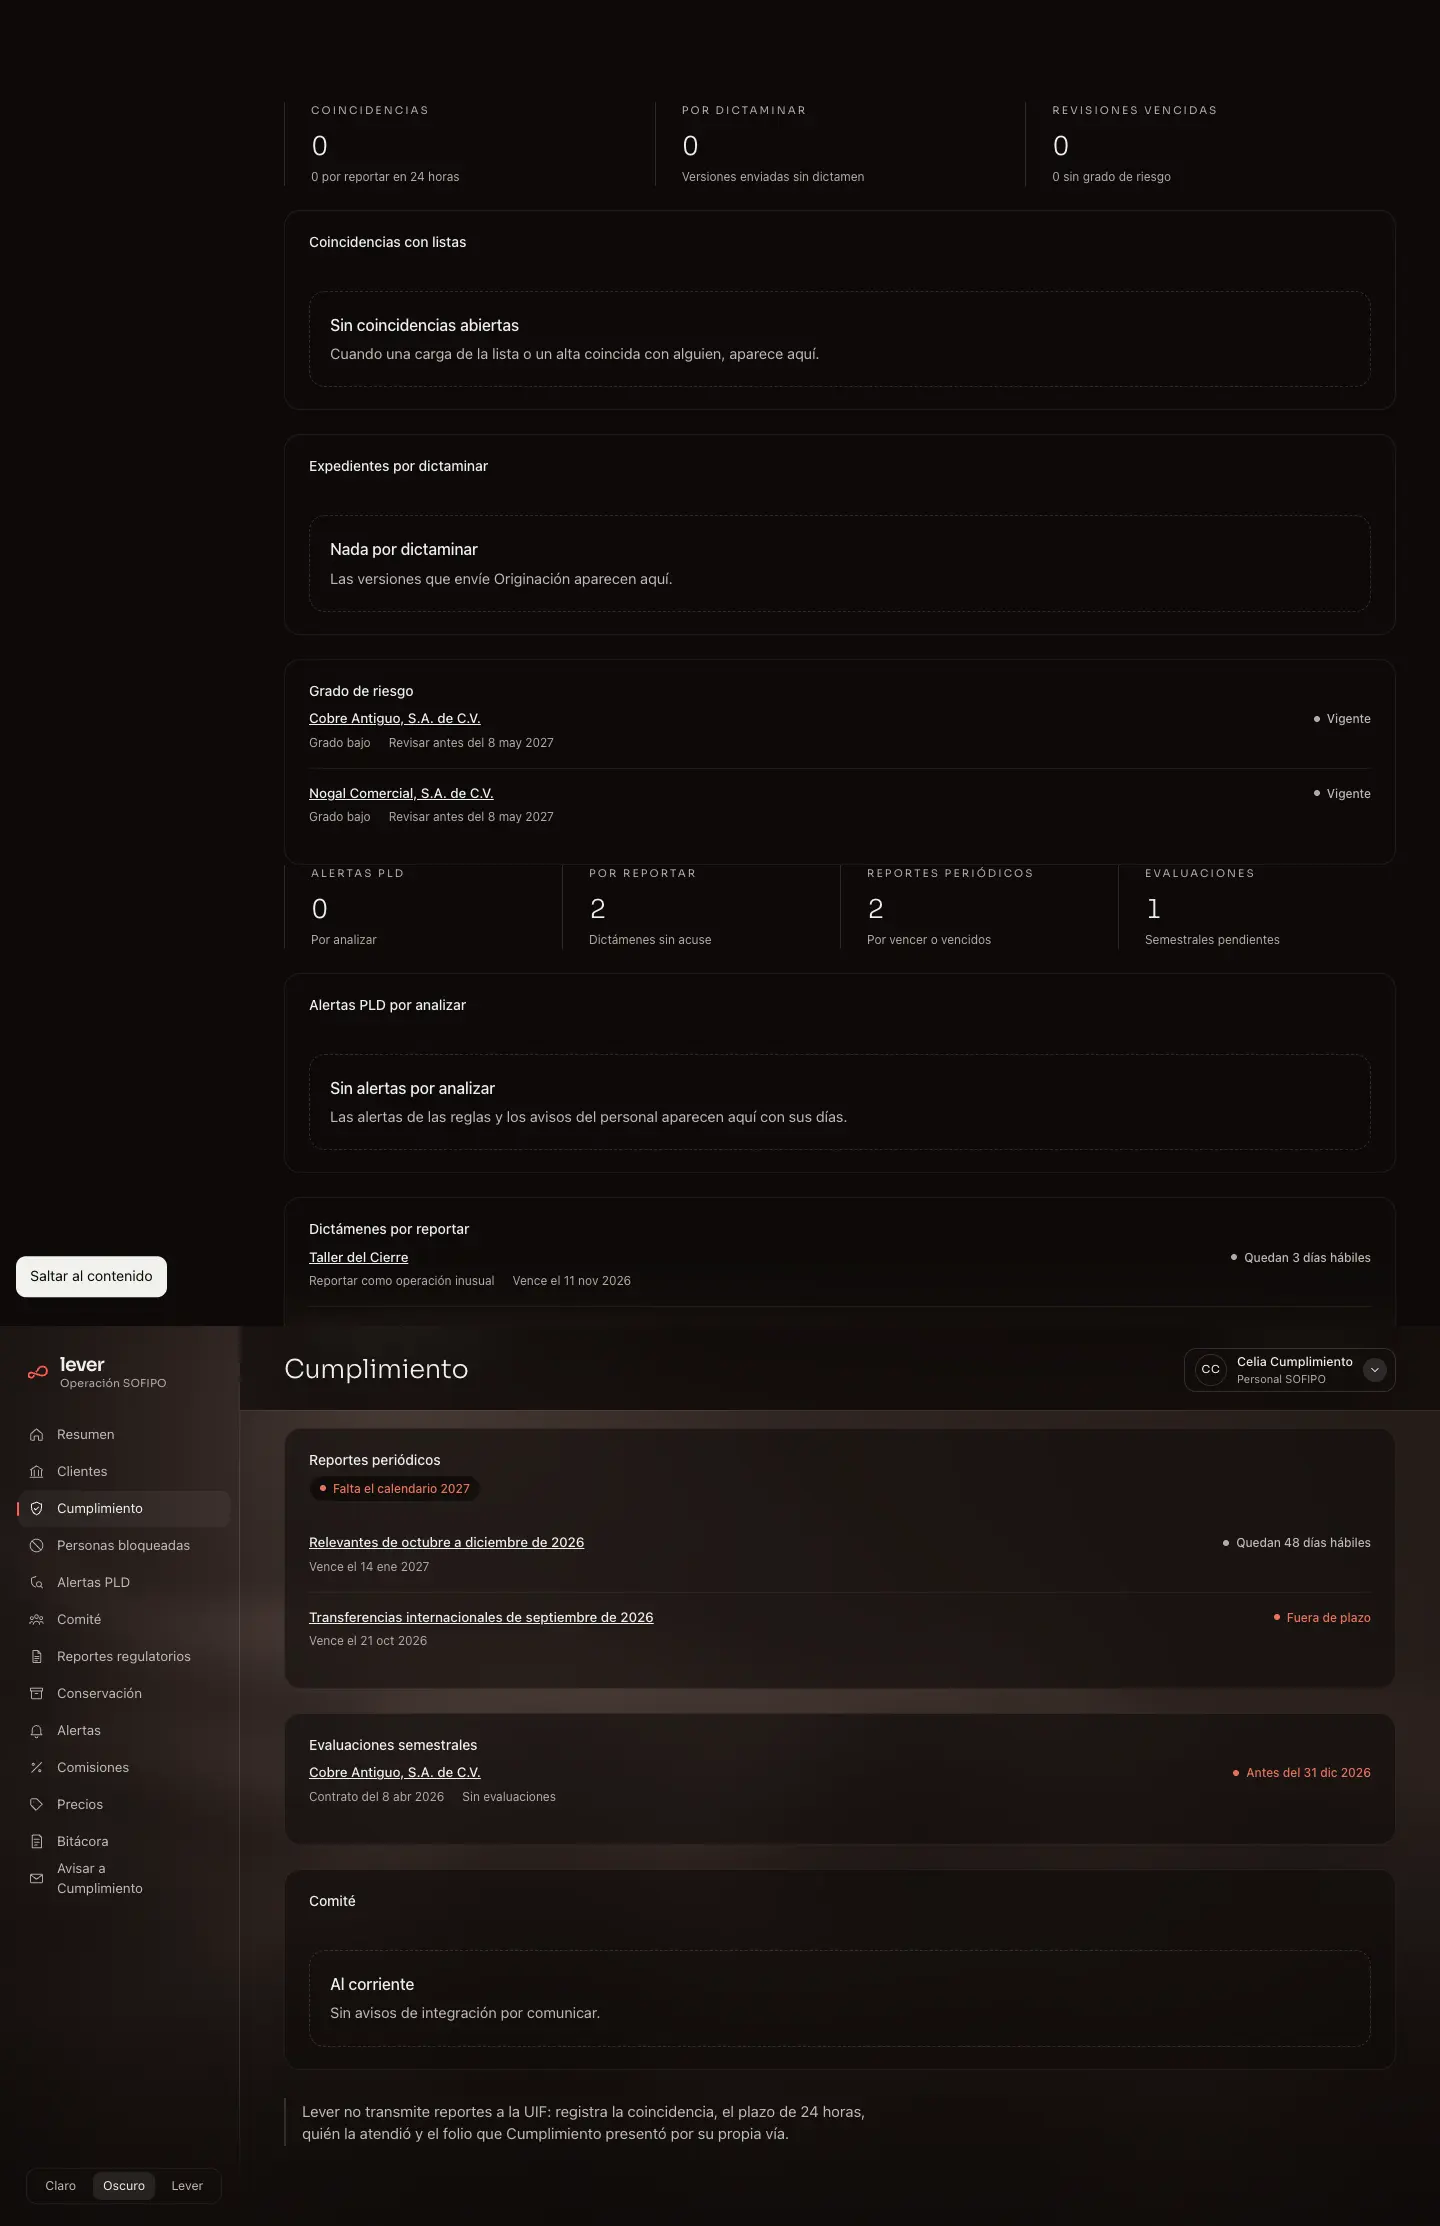 COINCIDENCIAS
0
0 por reportar en 24 horas
POR DICTAMINAR
0
Versiones enviadas sin dictamen
REVISIONES VENCIDAS
0
0 sin grado de riesgo
Coincidencias con listas
Sin coincidencias abiertas
Cuando una carga de la lista o un alta coincida con alguien, aparece aquí.
Expedientes por dictaminar
Nada por dictaminar
Las versiones que envíe Originación aparecen aquí.
Grado de riesgo
Cobre Antiguo, S.A. de C.V.
Vigente
Grado bajo Revisar antes del 8 may 2027
Nogal Comercial, S.A. de C.V.
Vigente
Grado bajo Revisar antes del 8 may 2027
ALERTAS PLD
0
Por analizar
POR REPORTAR
2
Dictámenes sin acuse
REPORTES PERIÓDICOS
2
Por vencer o vencidos
EVALUACIONES
1
Semestrales pendientes
Alertas PLD por analizar
Sin alertas por analizar
Las alertas de las reglas y los avisos del personal aparecen aquí con sus días.
Dictámenes por reportar
Taller del Cierre
Quedan 3 días hábiles
Reportar como operación inusual Vence el 11 nov 2026
Saltar al contenido
lever
Operación SOFIPO
Resumen
Clientes
Cumplimiento
Personas bloqueadas
Alertas PLD
Comité
Reportes regulatorios
Conservación
Alertas
Comisiones
Precios
Bitácora
Avisar a
Cumplimiento
Claro
Oscuro
Lever
Cumplimiento
CC
Celia Cumplimiento
Personal SOFIPO
Reportes periódicos
Falta el calendario 2027
Relevantes de octubre a diciembre de 2026
Quedan 48 días hábiles
Vence el 14 ene 2027
Transferencias internacionales de septiembre de 2026
Fuera de plazo
Vence el 21 oct 2026
Evaluaciones semestrales
Cobre Antiguo, S.A. de C.V.
Antes del 31 dic 2026
Contrato del 8 abr 2026 Sin evaluaciones
Comité
Al corriente
Sin avisos de integración por comunicar.
Lever no transmite reportes a la UIF: registra la coincidencia, el plazo de 24 horas,
quién la atendió y el folio que Cumplimiento presentó por su propia vía.